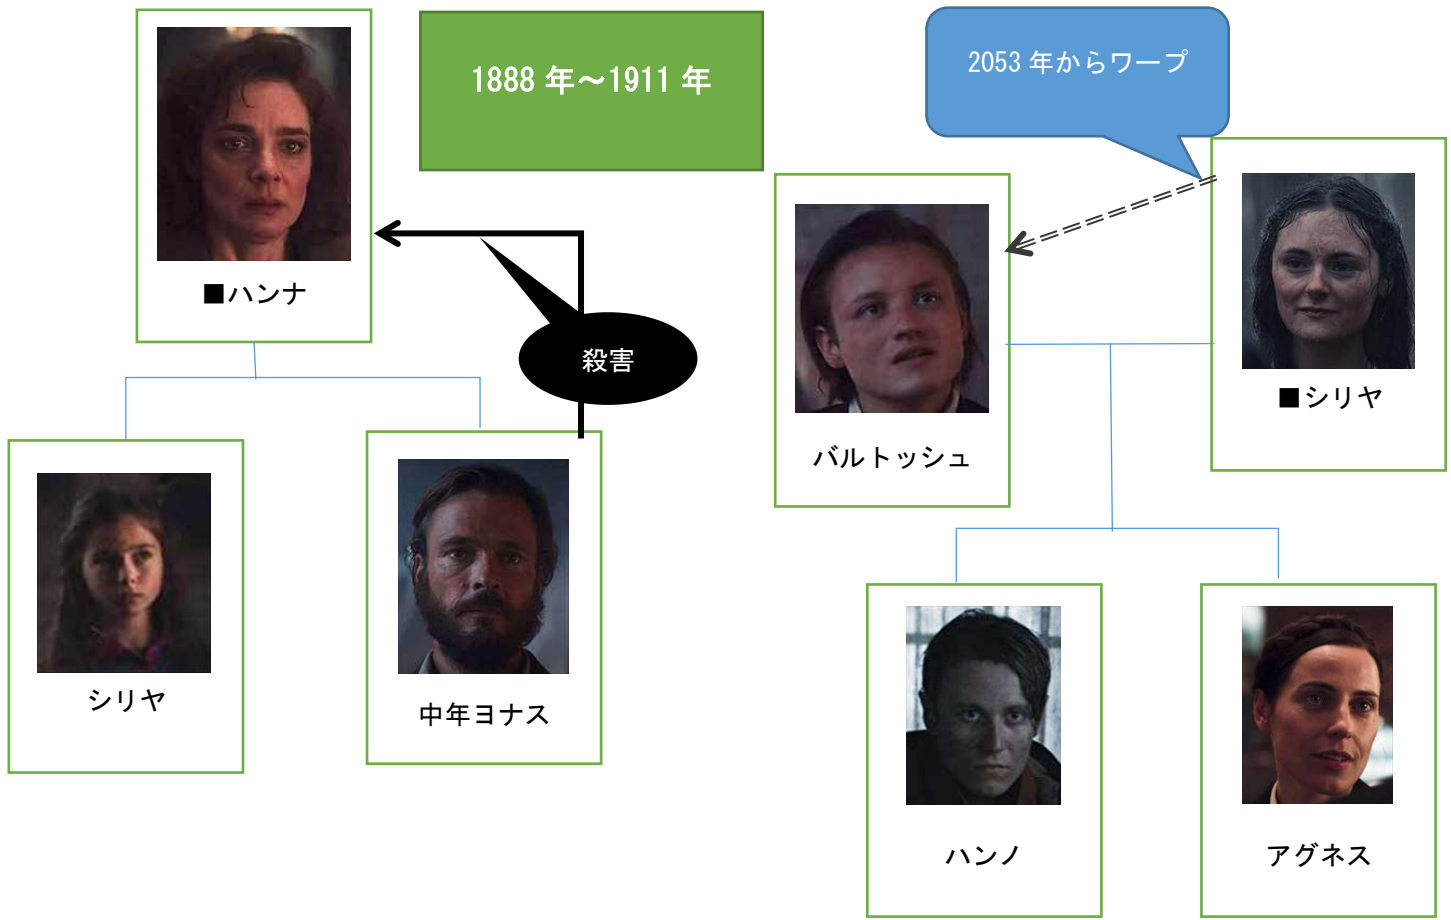 1888 年～1911 年
2053 年からワープ
■ハンナ
殺害
■シリヤ
バルトッシュ
シリヤ
中年ヨナス
ハンノ
アグネス